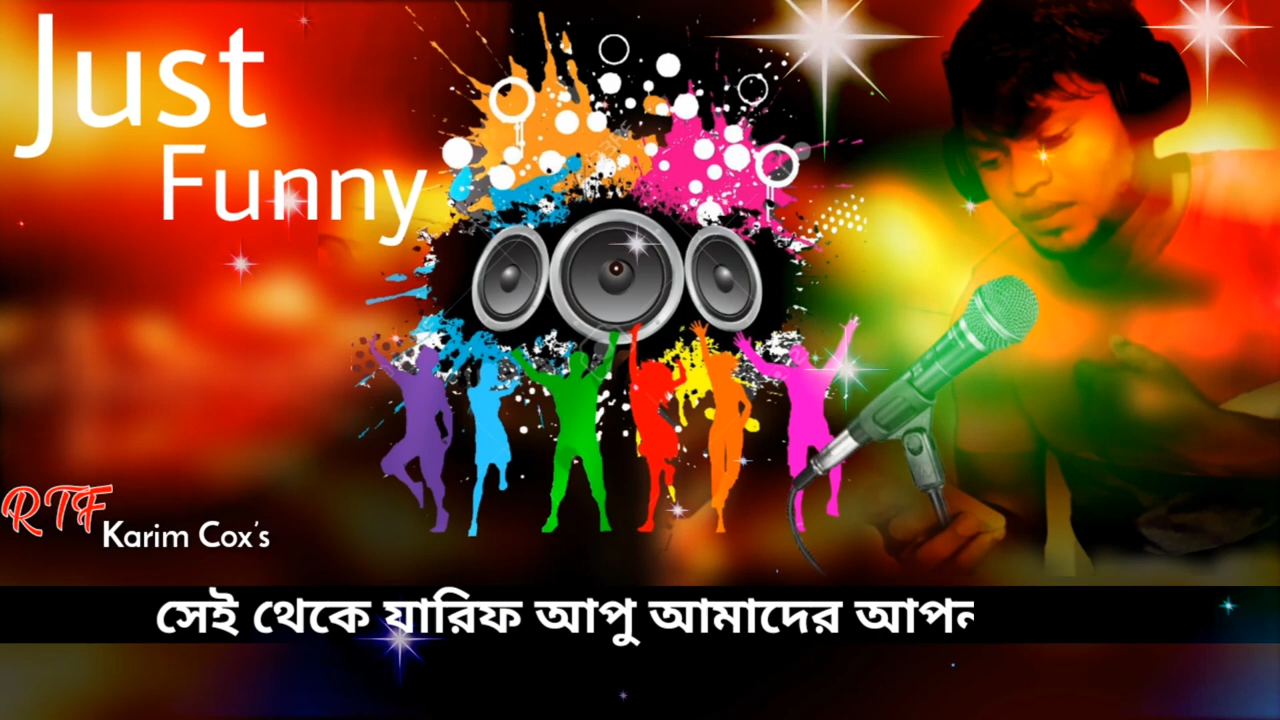 Just
Funny
RTF
Karim Cox's
সেই থেকে যারিফ আপু আমাদের আপন